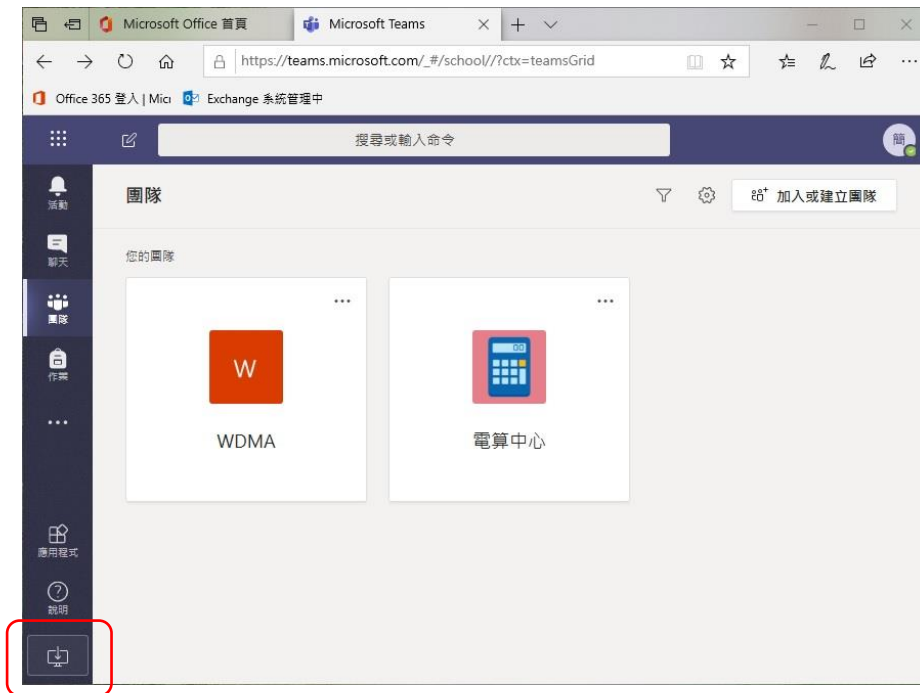 Microsoft Office 首頁
Microsoft Teams
https://teams.microsoft.com/_#/school//?ctx=teamsGrid
Office 365 登入 | Micr
Exchange 系統管理中
搜尋或輸入命令
簡
活動
團隊
加入或建立團隊
聊天
您的團隊
團隊
作業
W
WDMA
電算中心
應用程式
說明